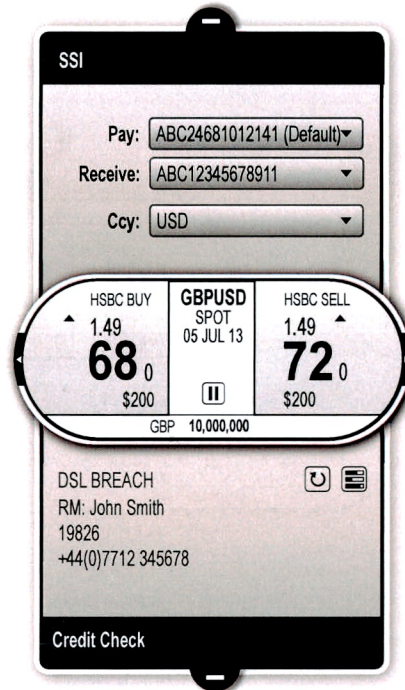 SSI
Pay: ABC24681012141 (Default)
Receive: ABC12345678911
Ccy: USD
HSBC BUY GBPUSD HSBC SELL
SPOT
1.49 05 JUL 13 1.49
68 0 72 0
$200 $200
GBP 10,000,000
DSL BREACH
RM: John Smith
19826
+44(0)7712 345678
Credit Check